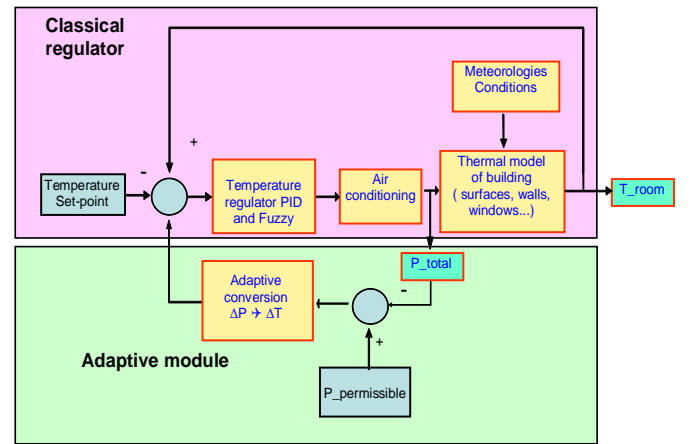 Classical
regulator
Meteorologies
Conditions
+
-
Temperature
Set-point
Temperature
regulator PID
and Fuzzy
Air
conditioning
Thermal model
of building
( surfaces, walls,
windows...)
T_room
P_total
Adaptive
conversion
ΔP → ΔT
-
+
Adaptive module
P_permissible